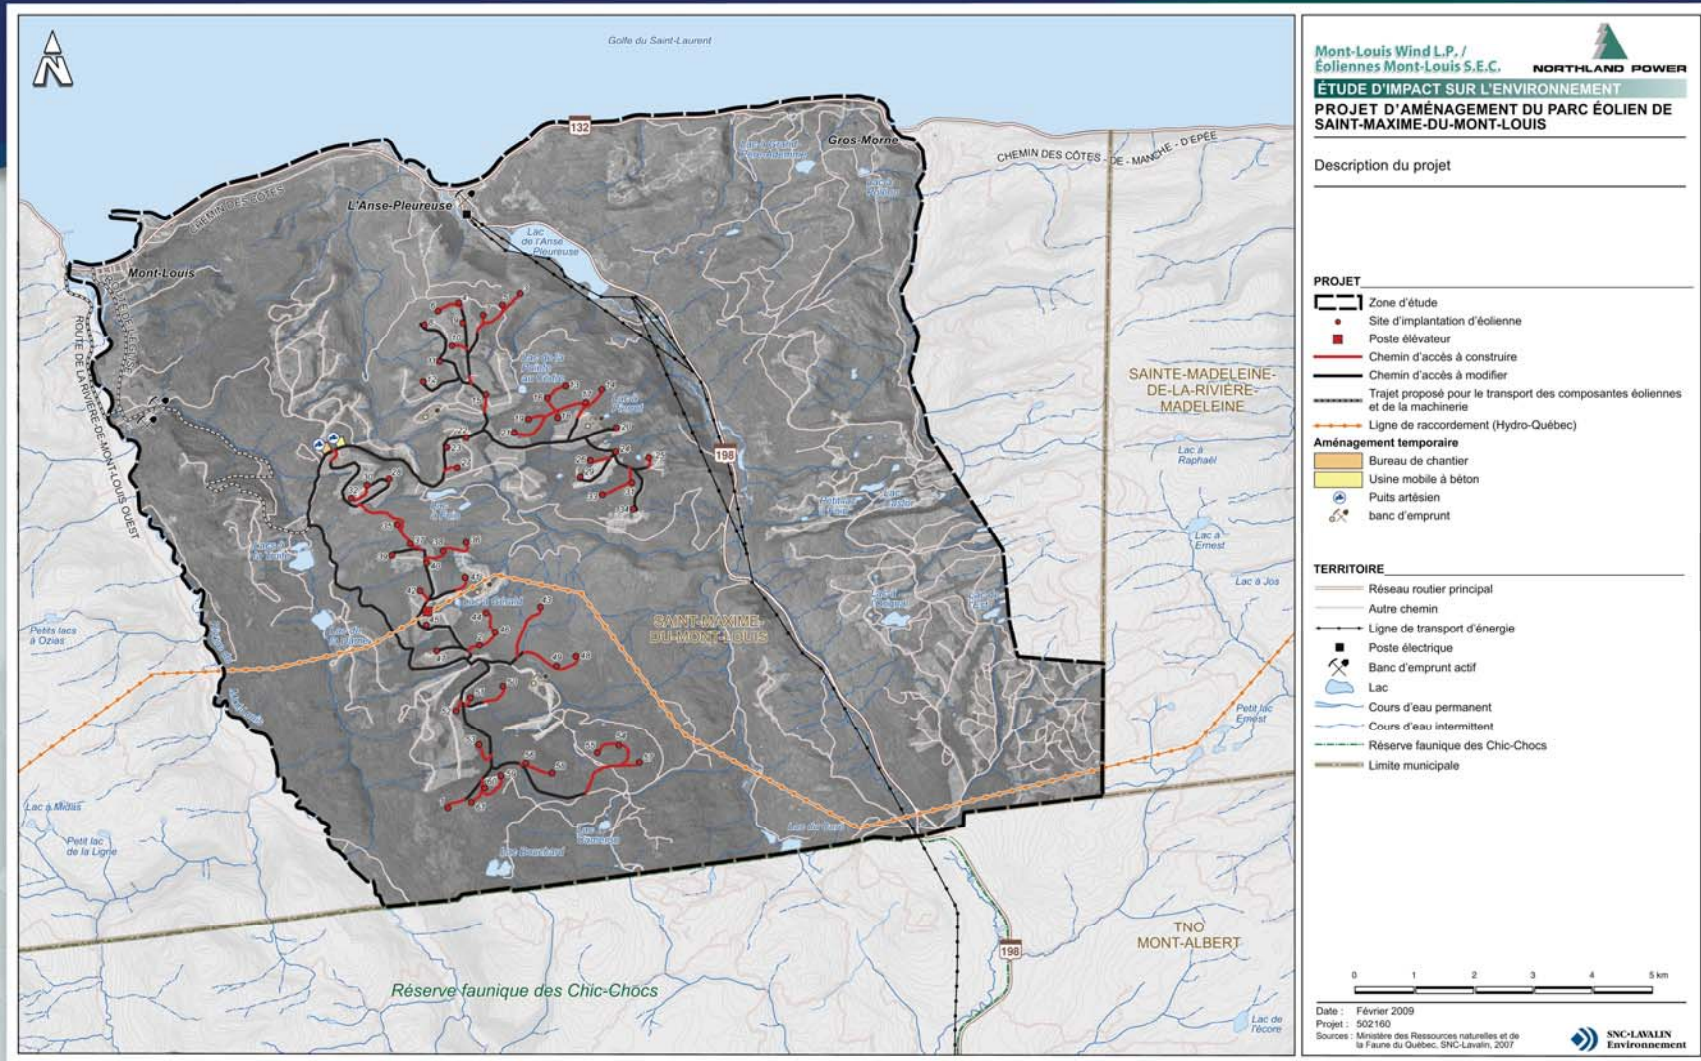 Golfe du Saint-Laurent
N
132
Gros-Morne
CHEMIN DES CÔTES - DE - MANCHE - D'ÉPÉE
CHEMIN DES CÔTES
L'Anse-Pleureuse
Lac
de l'Anse
Pleureuse
Mont-Louis
ROUTE DE LA RIVIÈRE-DE-MONT-LOUIS OUEST
SAINTE-MADELEINE-
DE-LA-RIVIÈRE-
MADELEINE
198
Lac à
Raphaël
Lac à
Ernest
Lac à Jos
SAINT-MAXIME-
DU-MONT-LOUIS
Petits lacs
à Ozias
Petit lac
Ernest
Lac à Midas
Petit lac
de la Ligne
Lac Bouchard
TNO
MONT-ALBERT
198
Réserve faunique des Chic-Chocs
Lac de
l'écore
Mont-Louis Wind L.P. /
Éoliennes Mont-Louis S.E.C.
NORTHLAND POWER
ÉTUDE D'IMPACT SUR L'ENVIRONNEMENT
PROJET D'AMÉNAGEMENT DU PARC ÉOLIEN DE
SAINT-MAXIME-DU-MONT-LOUIS
Description du projet
PROJET
Zone d'étude
Site d'implantation d'éolienne
Poste élévateur
Chemin d'accès à construire
Chemin d'accès à modifier
Trajet proposé pour le transport des composantes éoliennes
et de la machinerie
Ligne de raccordement (Hydro-Québec)
Aménagement temporaire
Bureau de chantier
Usine mobile à béton
Puits artésien
banc d'emprunt
TERRITOIRE
Réseau routier principal
Autre chemin
Ligne de transport d'énergie
Poste électrique
Banc d'emprunt actif
Lac
Cours d'eau permanent
Cours d'eau intermittent
Réserve faunique des Chic-Chocs
Limite municipale
0 1 2 3 4 5 km
Date : Février 2009
Projet : 502160
Sources : Ministère des Ressources naturelles et de
la Faune du Québec, SNC-Lavalin, 2007
SNC•LAVALIN
Environnement